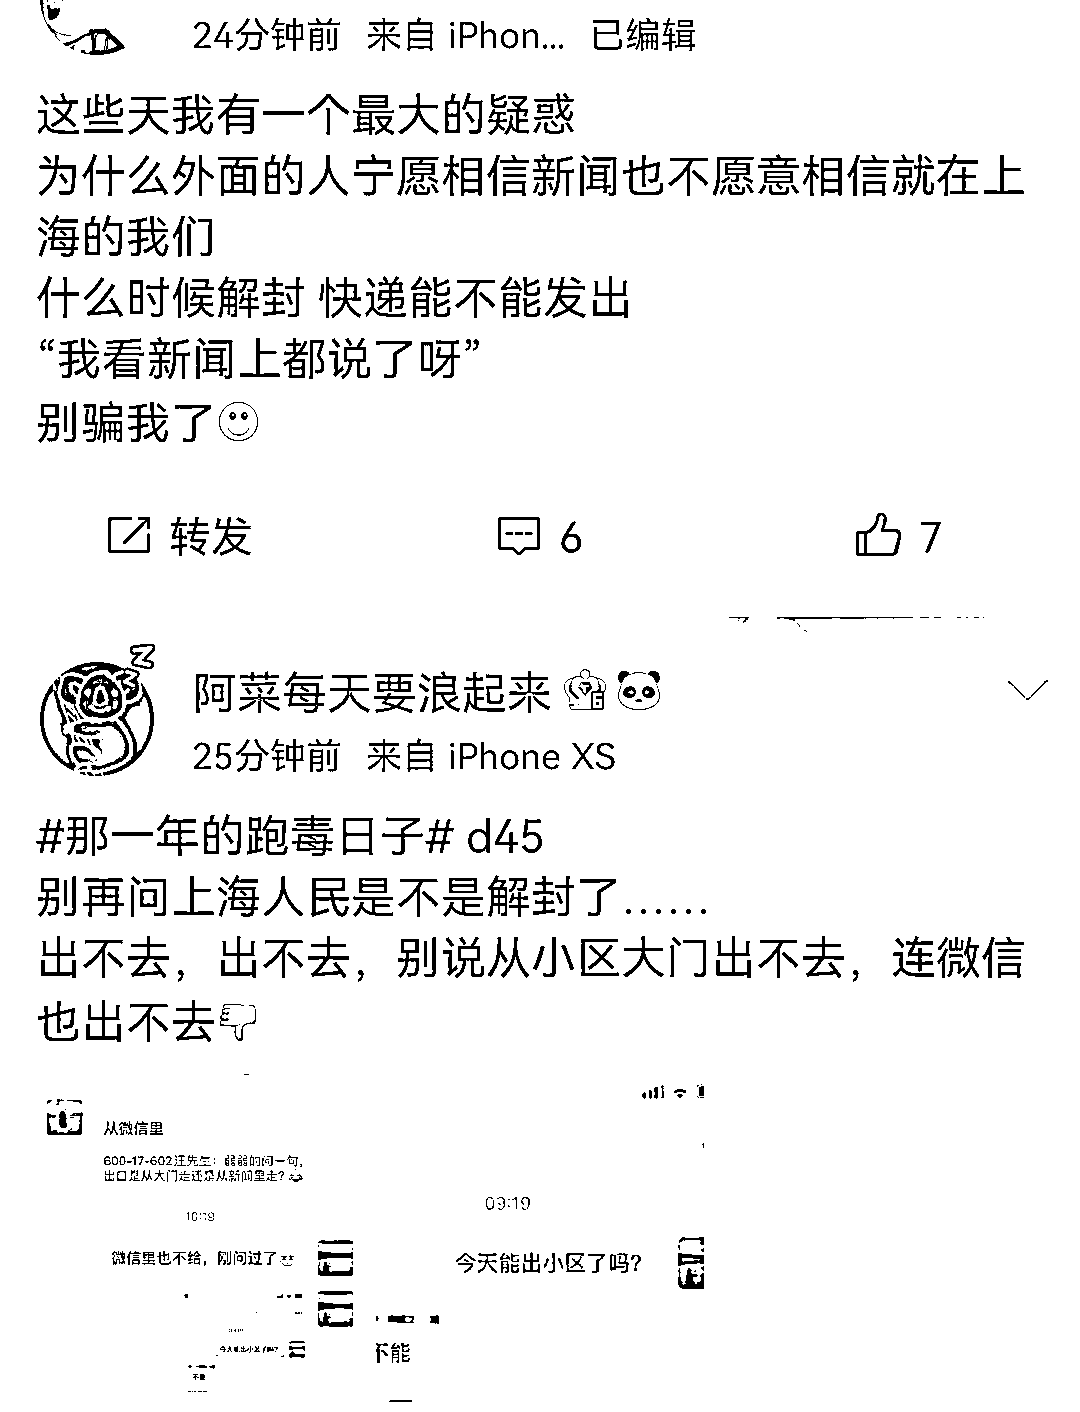 24分钟前 来自 iPhon... 已编辑
这些天我有一个最大的疑惑
为什么外面的人宁愿相信新闻也不愿意相信就在上
海的我们
什么时候解封 快递能不能发出
“我看新闻上都说了呀”
别骗我了
转发 6 7
阿菜每天要浪起来
25分钟前 来自 iPhone XS
#那一年的跑毒日子# d45
别再问上海人民是不是解封了......
出不去，出不去，别说从小区大门出不去，连微信
也出不去
从微信里
600-17-602汪先生：弱弱的问一句，
出口是从大门走还是从新闻里走？
微信里也不给，刚问过了
09:19
今天能出小区了吗？
不能
今天能出小区了吗？
不能